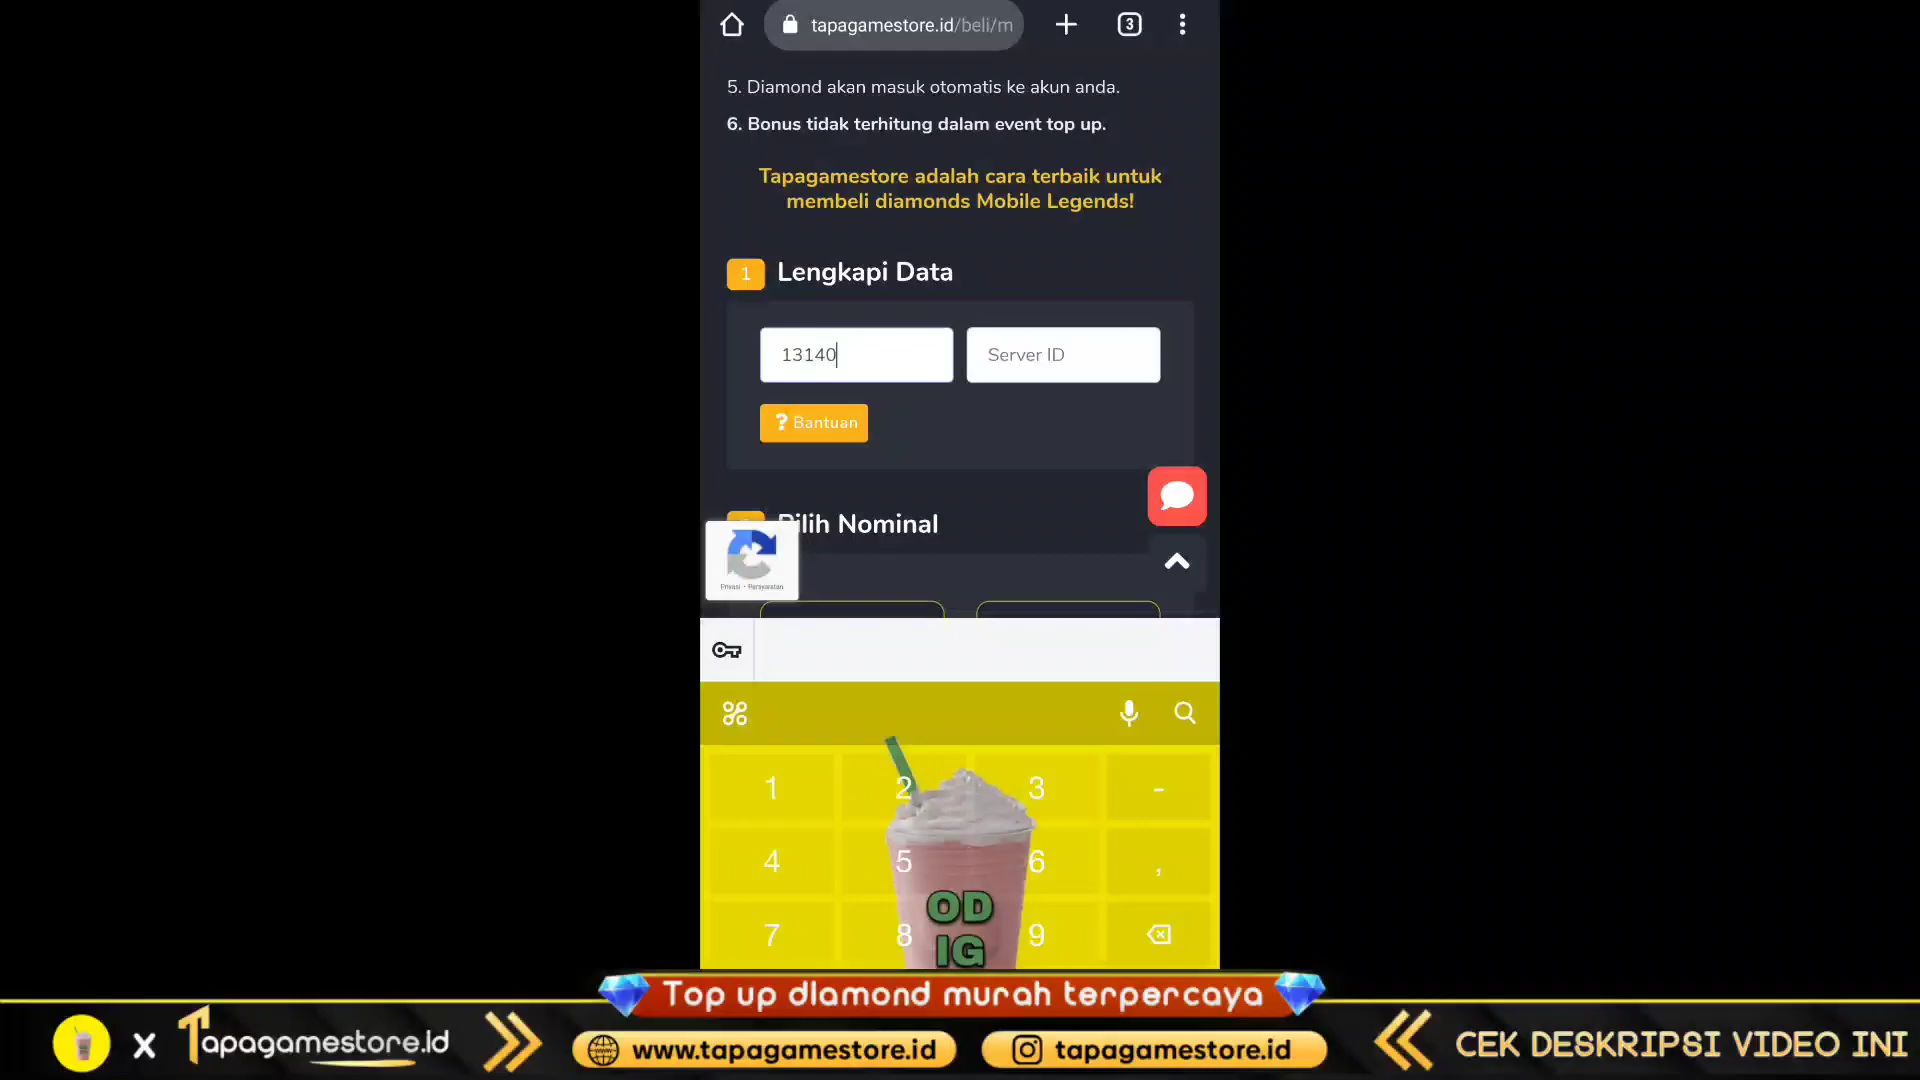 tapagamestore.id/beli/m
3
5. Diamond akan masuk otomatis ke akun anda.
6. Bonus tidak terhitung dalam event top up.
Tapagamestore adalah cara terbaik untuk
membeli diamonds Mobile Legends!
1 Lengkapi Data
13140 Server ID
? Bantuan
Pilih Nominal
Privasi - Persyaratan
1 2 3 -
4 5 6 ,
OD
7 8 9
IG
Top up diamond murah terpercaya
X Tapagamestore.id www.tapagamestore.id tapagamestore.id CEK DESKRIPSI VIDEO INI